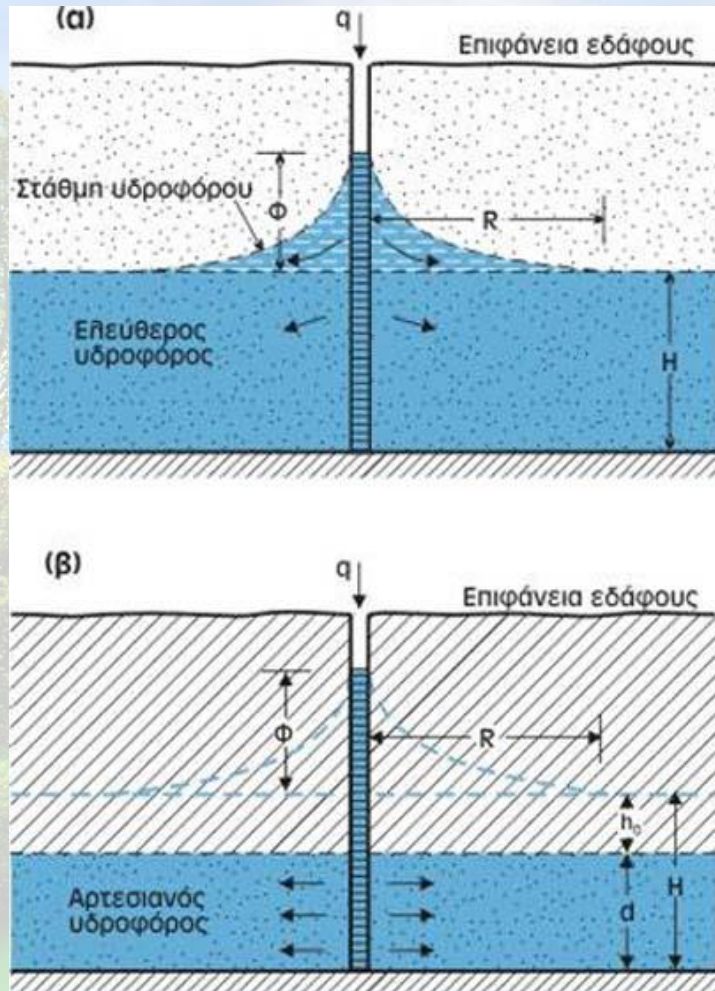 (α)
q
Επιφάνεια εδάφους
Στάθμη υδροφόρου
Φ
R
Ελεύθερος
υδροφόρος
H
(β)
q
Επιφάνεια εδάφους
Φ
R
h₀
Αρτεσιανός
υδροφόρος
d
H